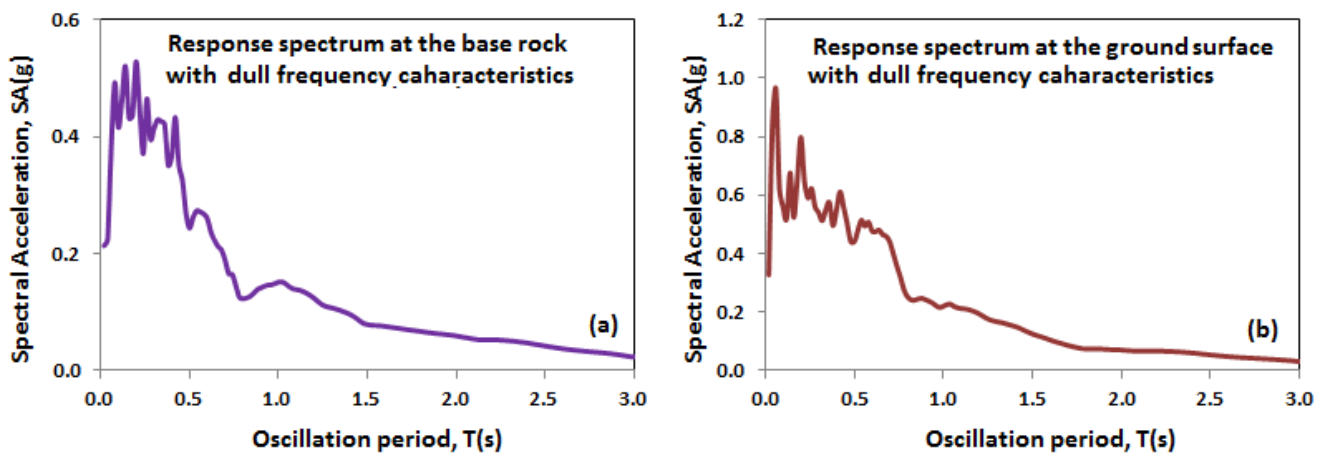 Response spectrum at the base rock
with dull frequency caharacteristics
Spectral Acceleration, SA(g)
0.6
0.4
0.2
0.0
(a)
0.0 0.5 1.0 1.5 2.0 2.5 3.0
Oscillation period, T(s)
Response spectrum at the ground surface
with dull frequency caharacteristics
Spectral Acceleration, SA(g)
1.2
1.0
0.8
0.6
0.4
0.2
0.0
(b)
0.0 0.5 1.0 1.5 2.0 2.5 3.0
Oscillation period, T(s)